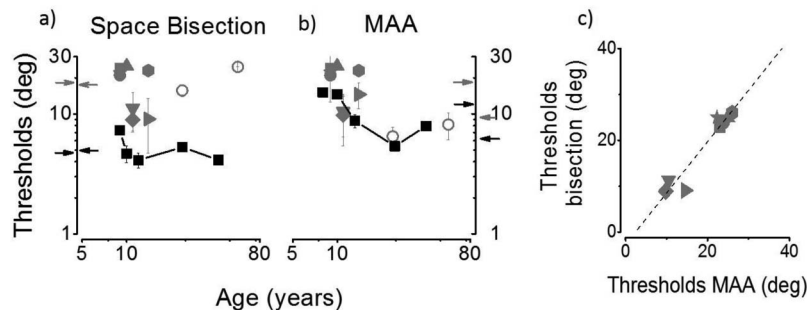 a) Space Bisection
b) MAA
c)
Thresholds (deg)
30
10
1
5 10 80
30
10
1
5 10 80
Age (years)
Thresholds
bisection (deg)
40
20
0
0 20 40
Thresholds MAA (deg)